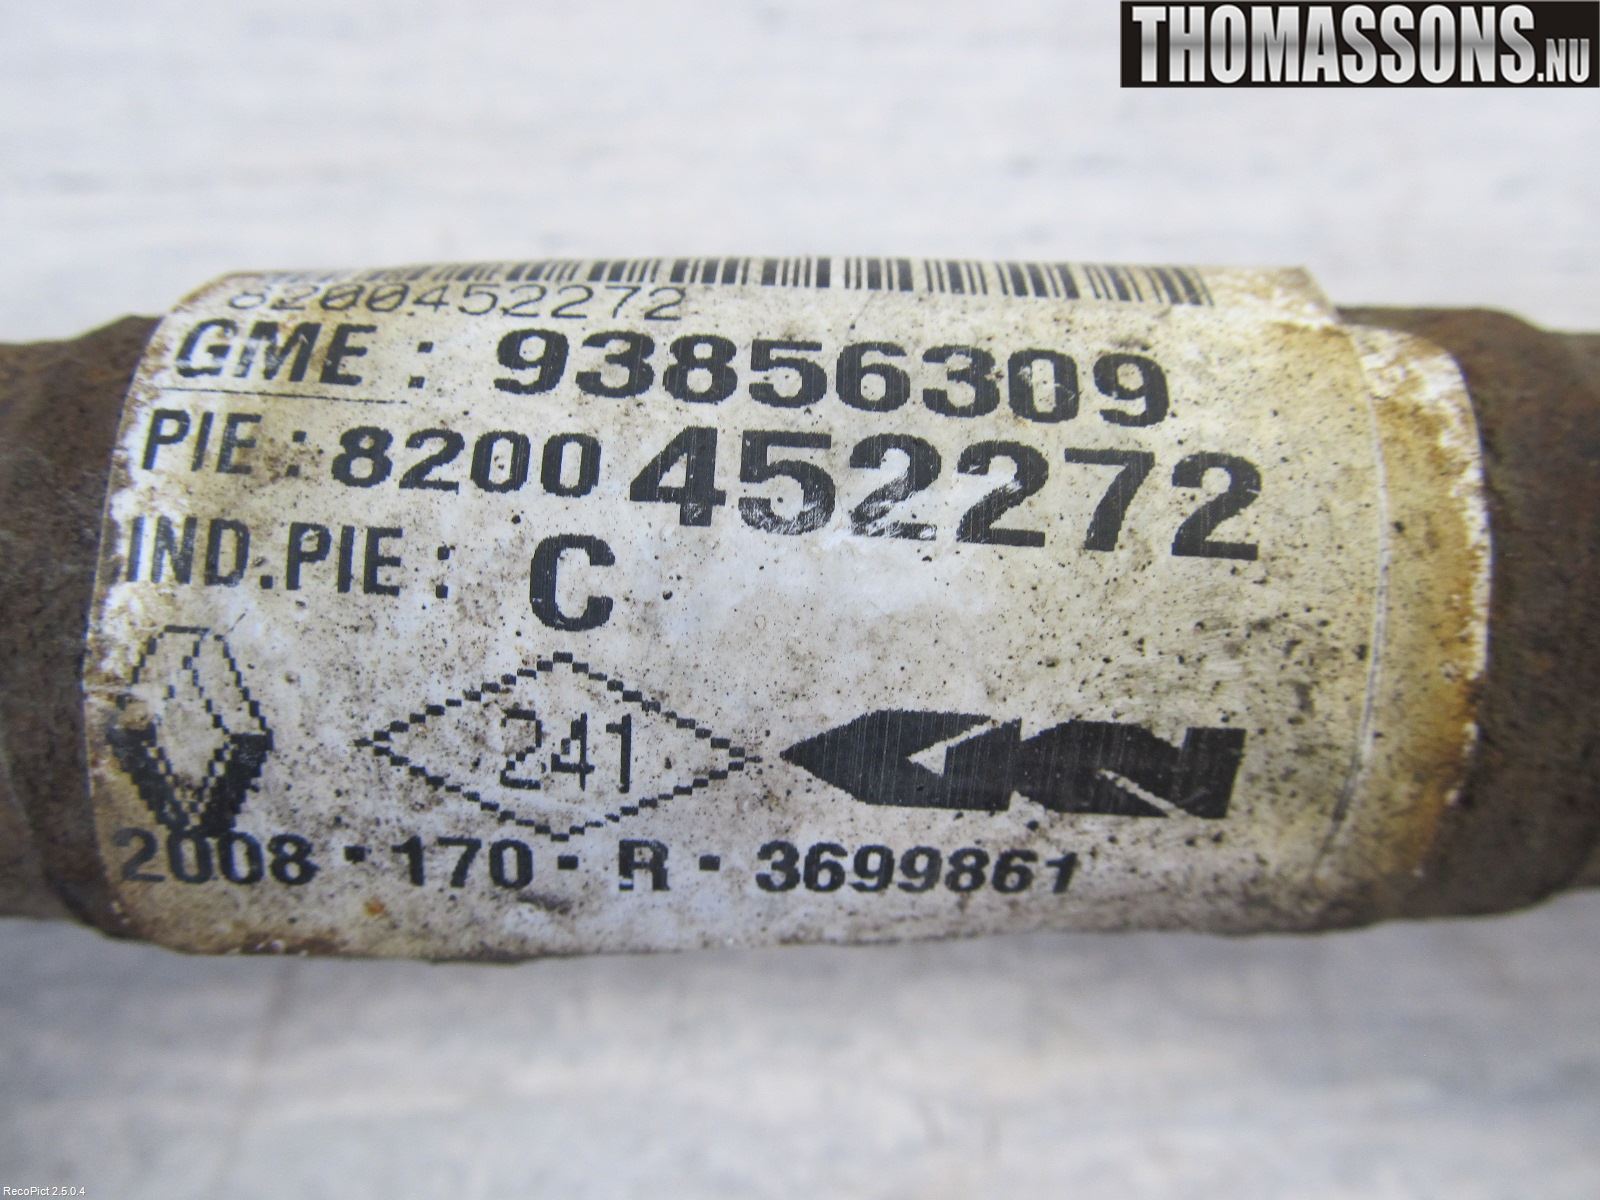 THOMASSONS.NU
8200452272
GME : 93856309
PIE : 8200 452272
IND.PIE : C
241
GKN
2008 - 170 - R - 3699861
RecoPict 2.5.0.4